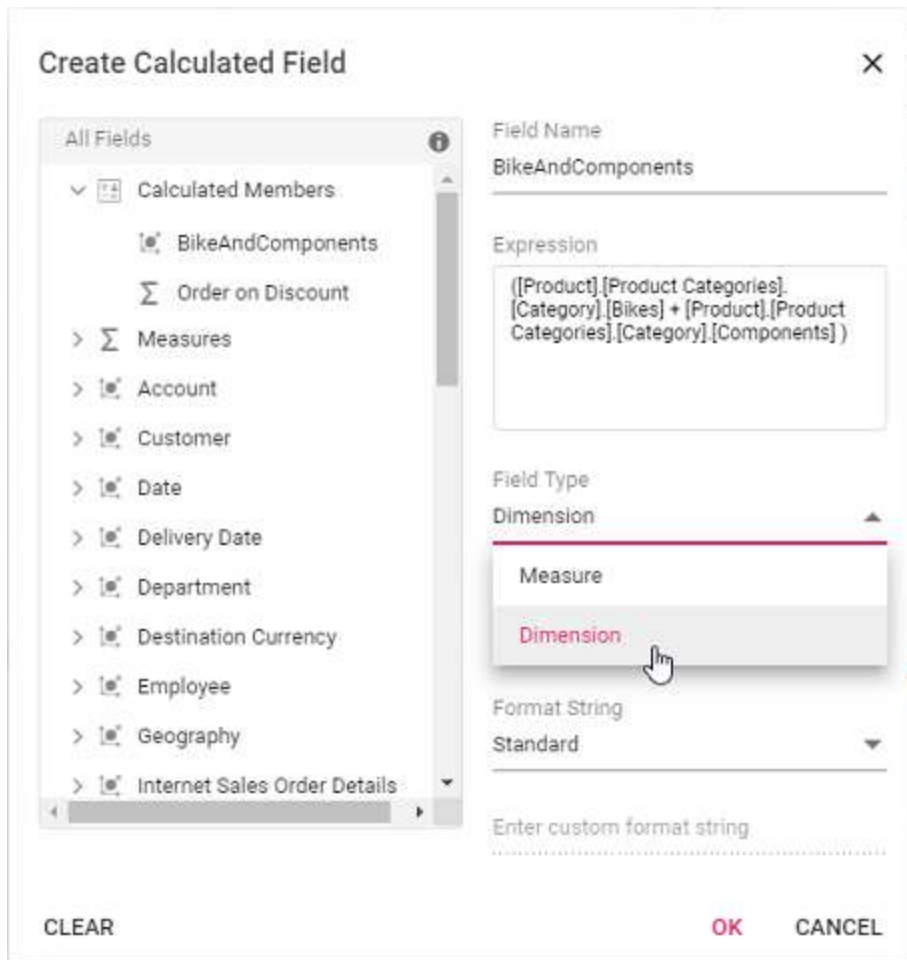 Create Calculated Field
All Fields
Calculated Members
BikeAndComponents
Order on Discount
Measures
Account
Customer
Date
Delivery Date
Department
Destination Currency
Employee
Geography
Internet Sales Order Details
Field Name
BikeAndComponents
Expression
([Product].[Product Categories].
[Category].[Bikes] + [Product].[Product
Categories].[Category].[Components] )
Field Type
Dimension
Measure
Dimension
Format String
Standard
Enter custom format string
CLEAR
OK
CANCEL